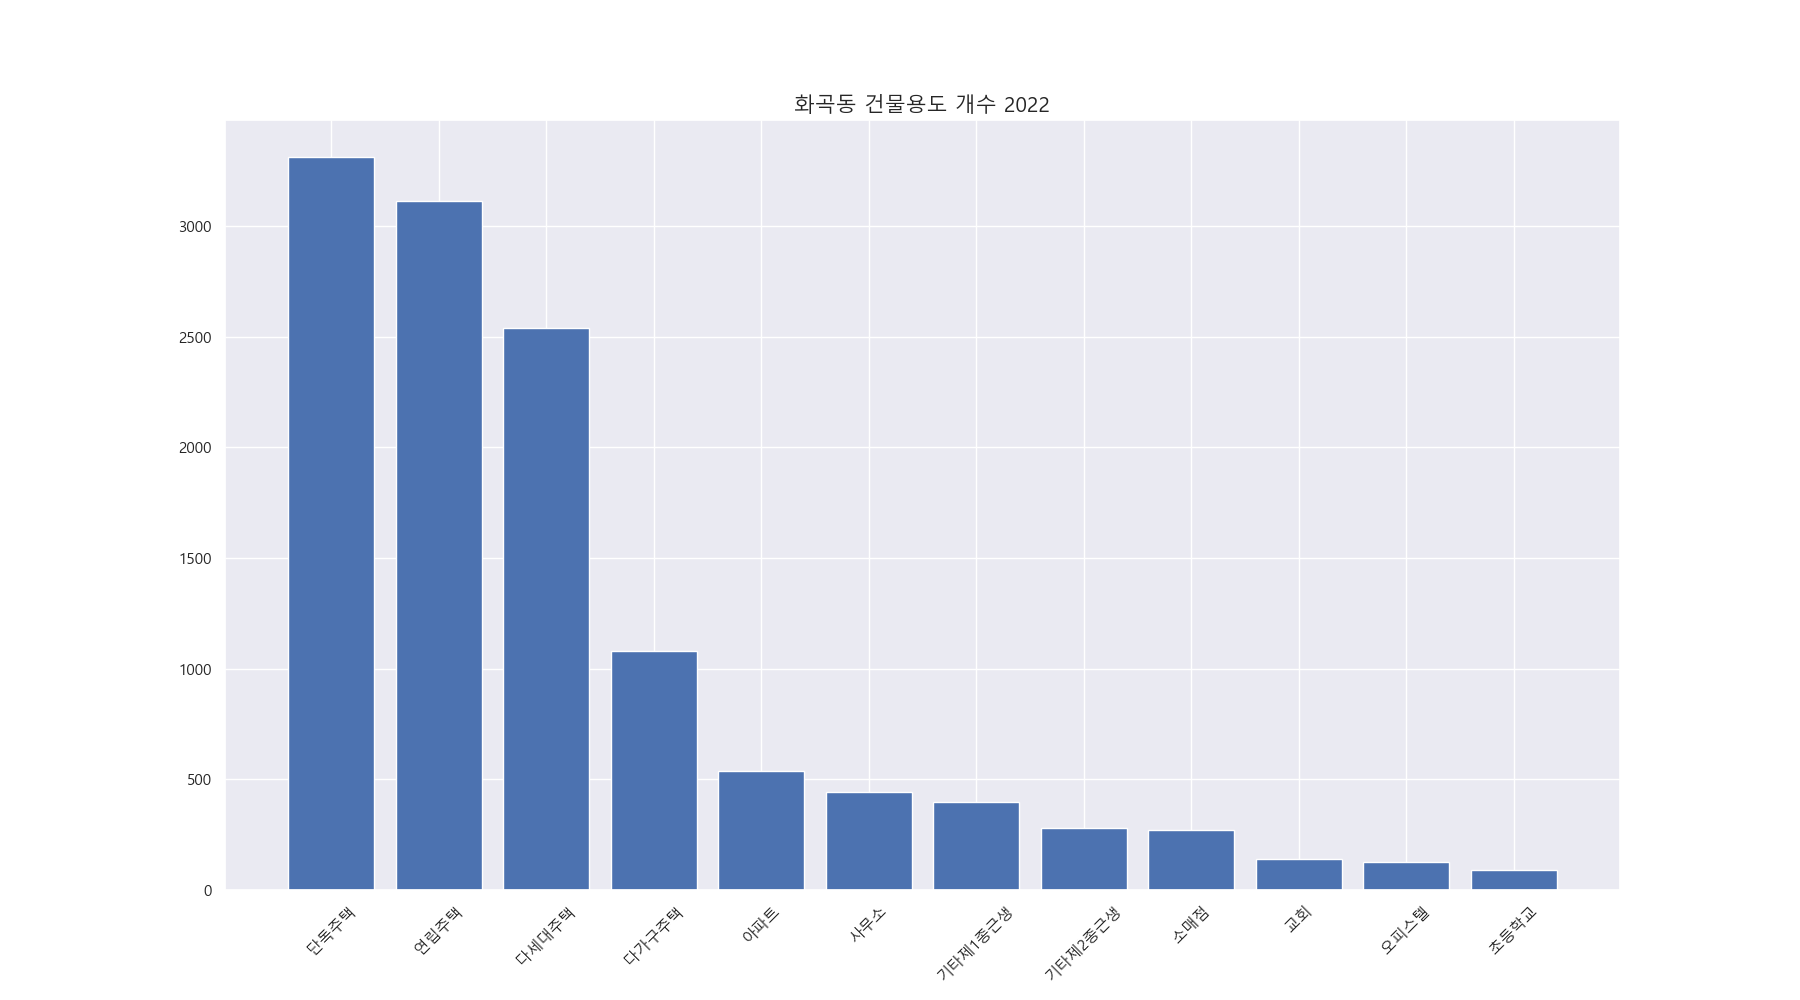 화곡동 건물용도 개수 2022
3000
2500
2000
1500
1000
500
0
단독주택
연립주택
다세대주택
다가구주택
아파트
사무소
기타제1종근생
기타제2종근생
소매점
교회
오피스텔
초등학교